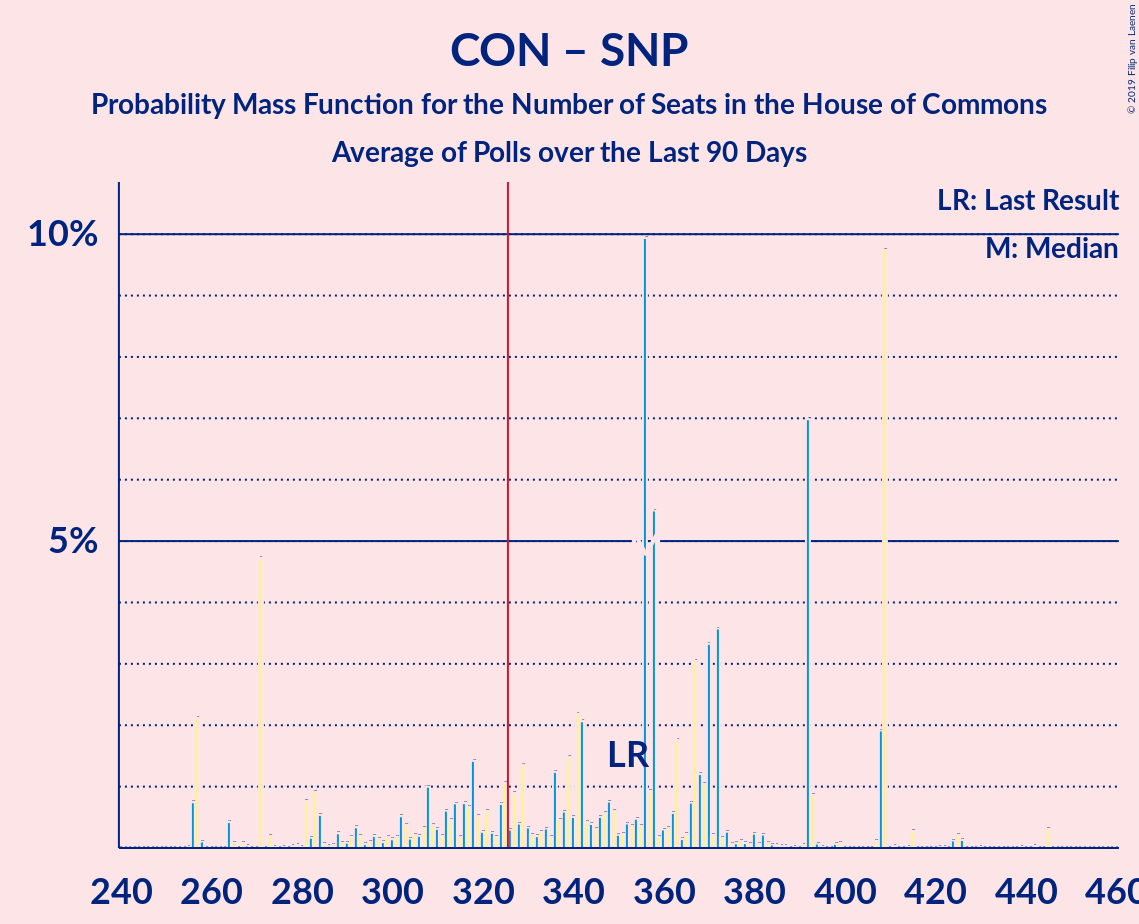 © 2019 Filip van Laenen
CON – SNP
Probability Mass Function for the Number of Seats in the House of Commons
Average of Polls over the Last 90 Days
LR: Last Result
M: Median
10%
5%
LR
240 260 280 300 320 340 360 380 400 420 440 460